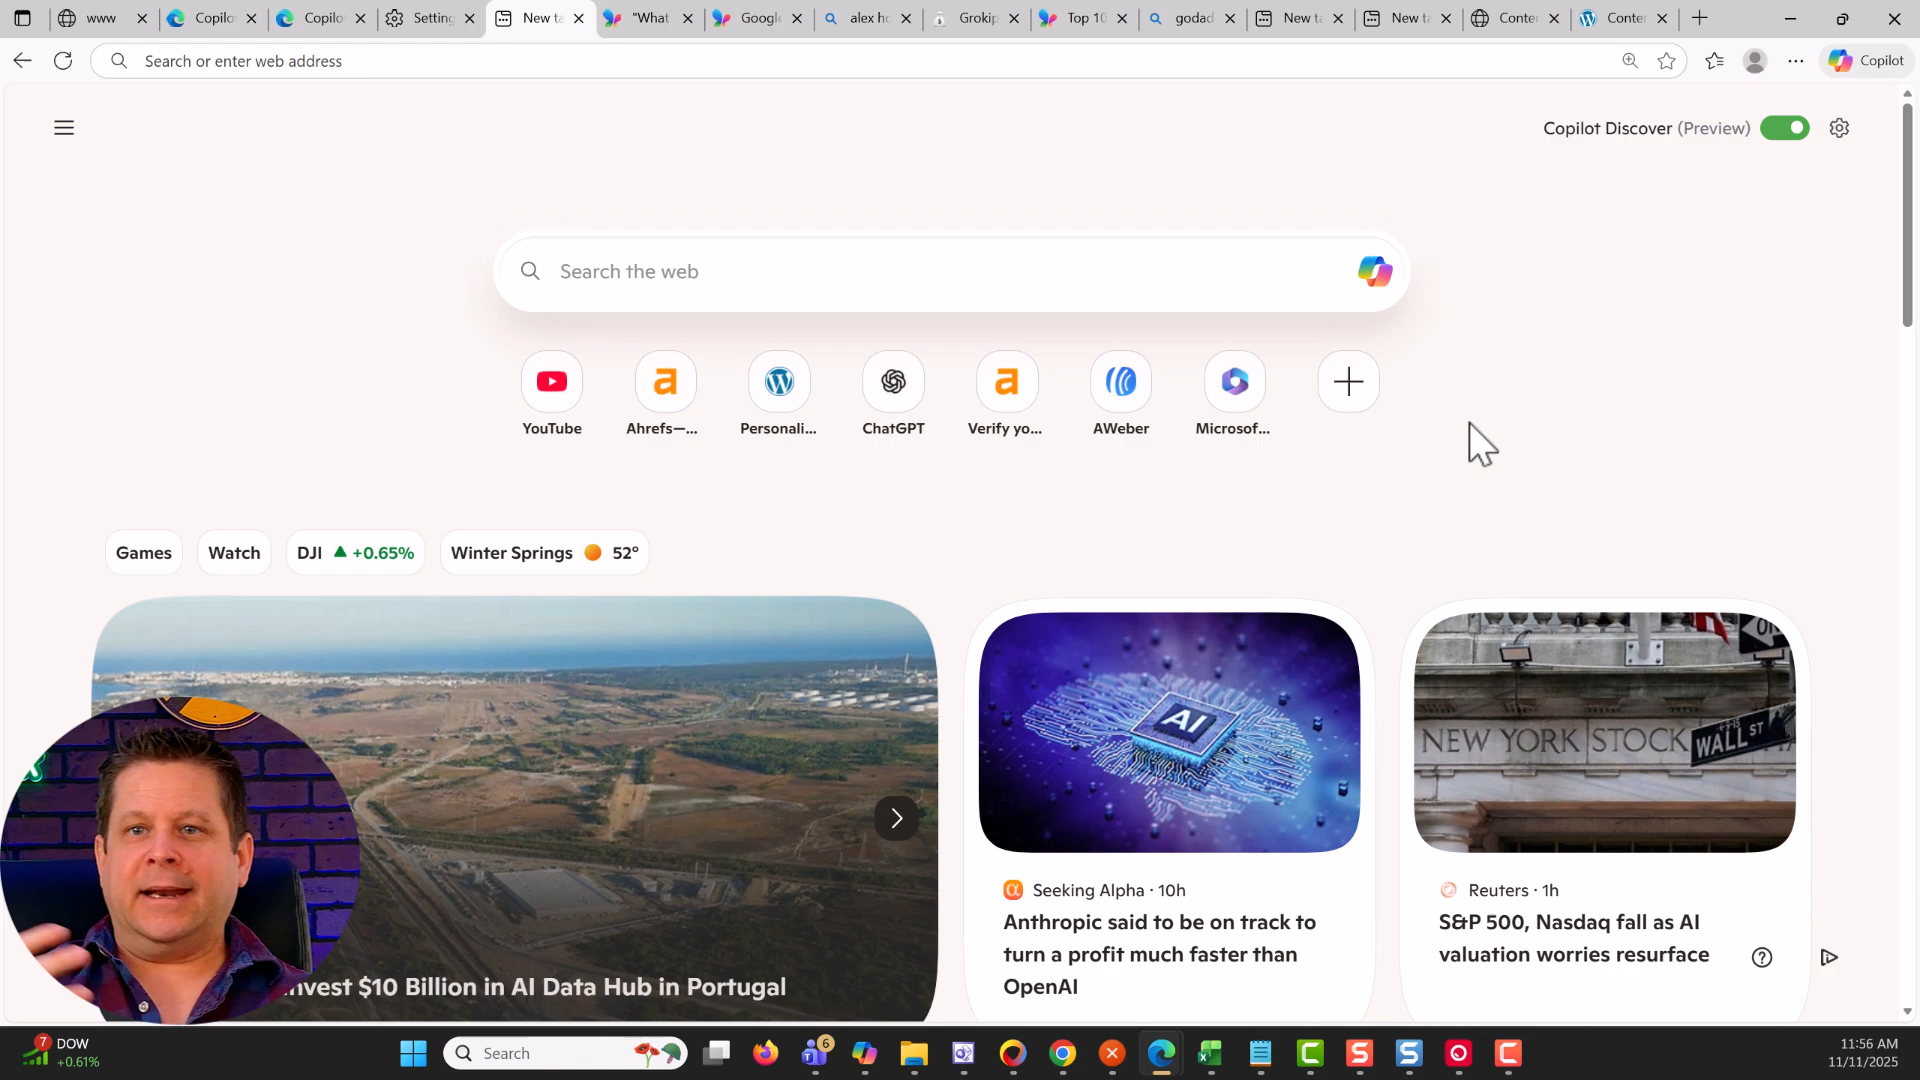 www
Copilo
Copilo
Setting
New ta
"What
Google
alex ho
Grokip
Top 10
godad
New ta
New ta
Conte
Conter
Search or enter web address
Copilot
Copilot Discover (Preview)
Search the web
YouTube
Ahrefs—...
Personali...
ChatGPT
Verify yo...
AWeber
Microsof...
Games
Watch
DJI +0.65%
Winter Springs 52°
AI
NEW YORK STOCK
WALL ST
Seeking Alpha · 10h
Anthropic said to be on track to
turn a profit much faster than
OpenAI
Reuters · 1h
S&P 500, Nasdaq fall as AI
valuation worries resurface
nvest $10 Billion in AI Data Hub in Portugal
7
DOW
+0.61%
Search
6
11:56 AM
11/11/2025